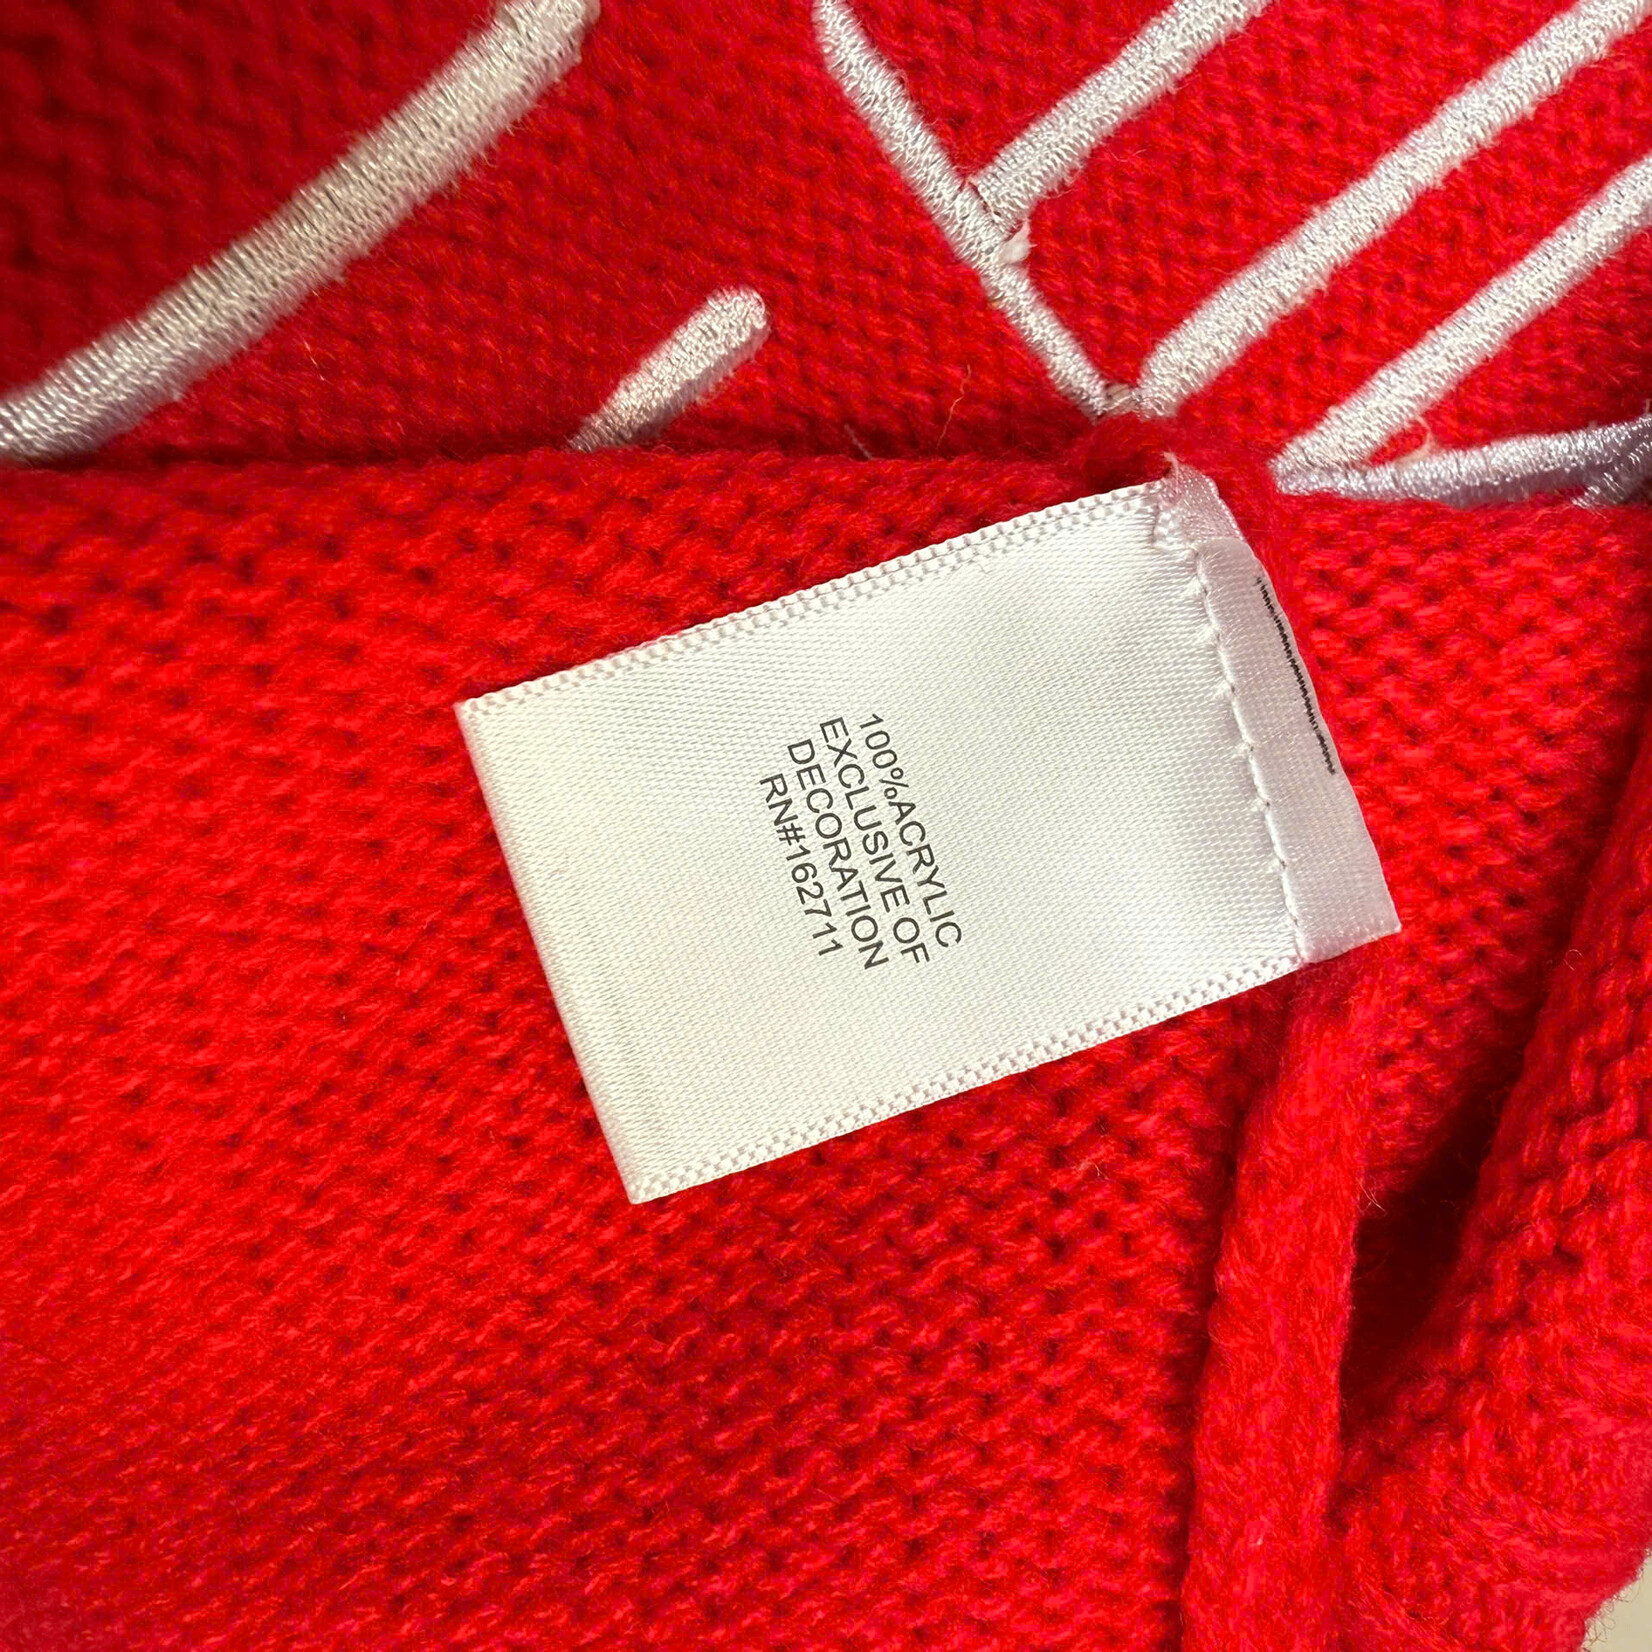 100%ACRYLIC
EXCLUSIVE OF
DECORATION
RN#162711